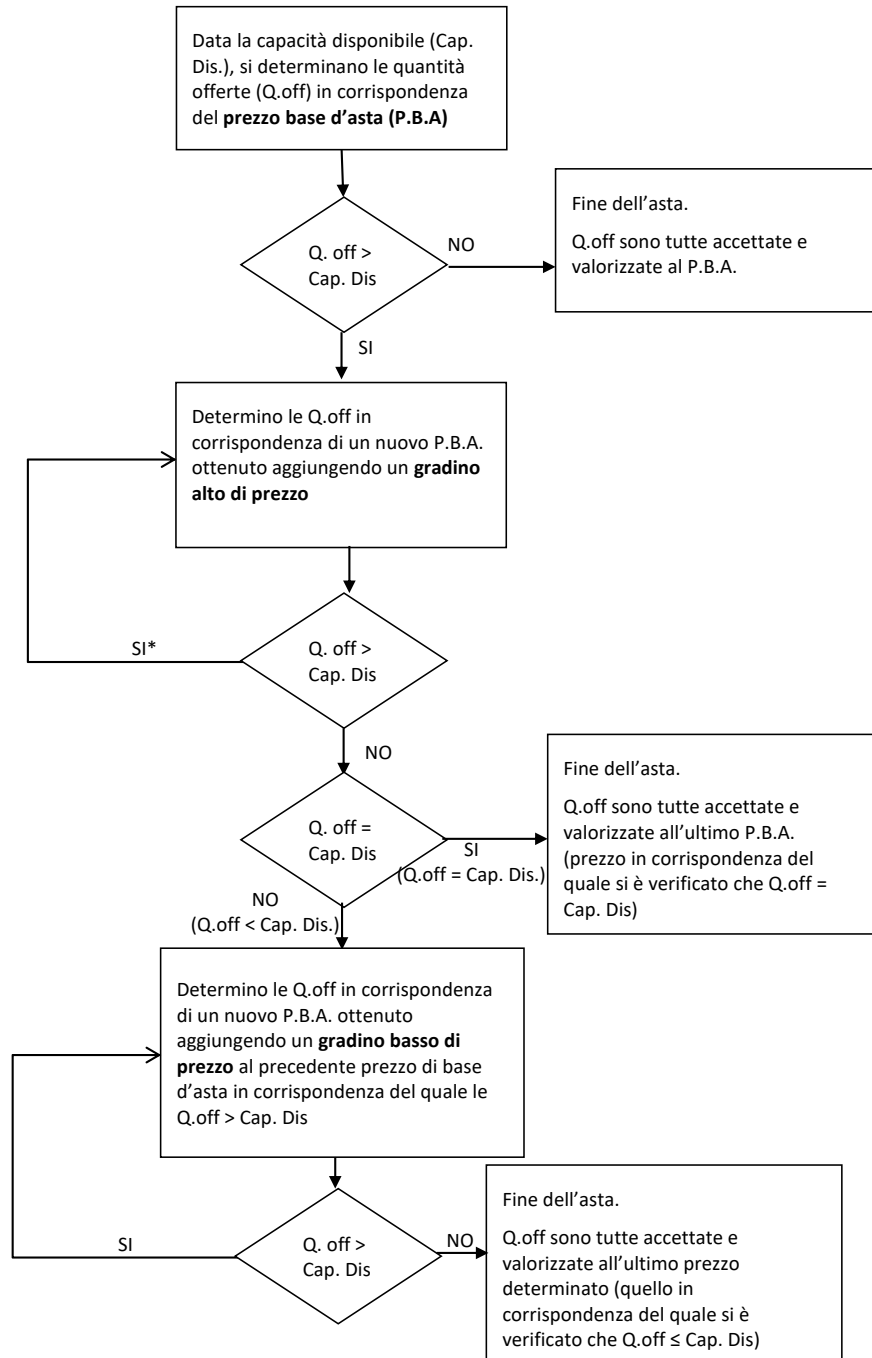 Data la capacità disponibile (Cap.
Dis.), si determinano le quantità
offerte (Q.off) in corrispondenza
del prezzo base d’asta (P.B.A)
Q. off >
Cap. Dis
NO
Fine dell’asta.
Q.off sono tutte accettate e
valorizzate al P.B.A.
SI
Determino le Q.off in
corrispondenza di un nuovo P.B.A.
ottenuto aggiungendo un gradino
alto di prezzo
Q. off >
Cap. Dis
SI*
NO
Q. off =
Cap. Dis
SI
(Q.off = Cap. Dis.)
Fine dell’asta.
Q.off sono tutte accettate e
valorizzate all’ultimo P.B.A.
(prezzo in corrispondenza del
quale si è verificato che Q.off =
Cap. Dis)
NO
(Q.off < Cap. Dis.)
Determino le Q.off in corrispondenza
di un nuovo P.B.A. ottenuto
aggiungendo un gradino basso di
prezzo al precedente prezzo di base
d’asta in corrispondenza del quale le
Q.off > Cap. Dis
SI
Q. off >
Cap. Dis
NO
Fine dell’asta.
Q.off sono tutte accettate e
valorizzate all’ultimo prezzo
determinato (quello in
corrispondenza del quale si è
verificato che Q.off ≤ Cap. Dis)